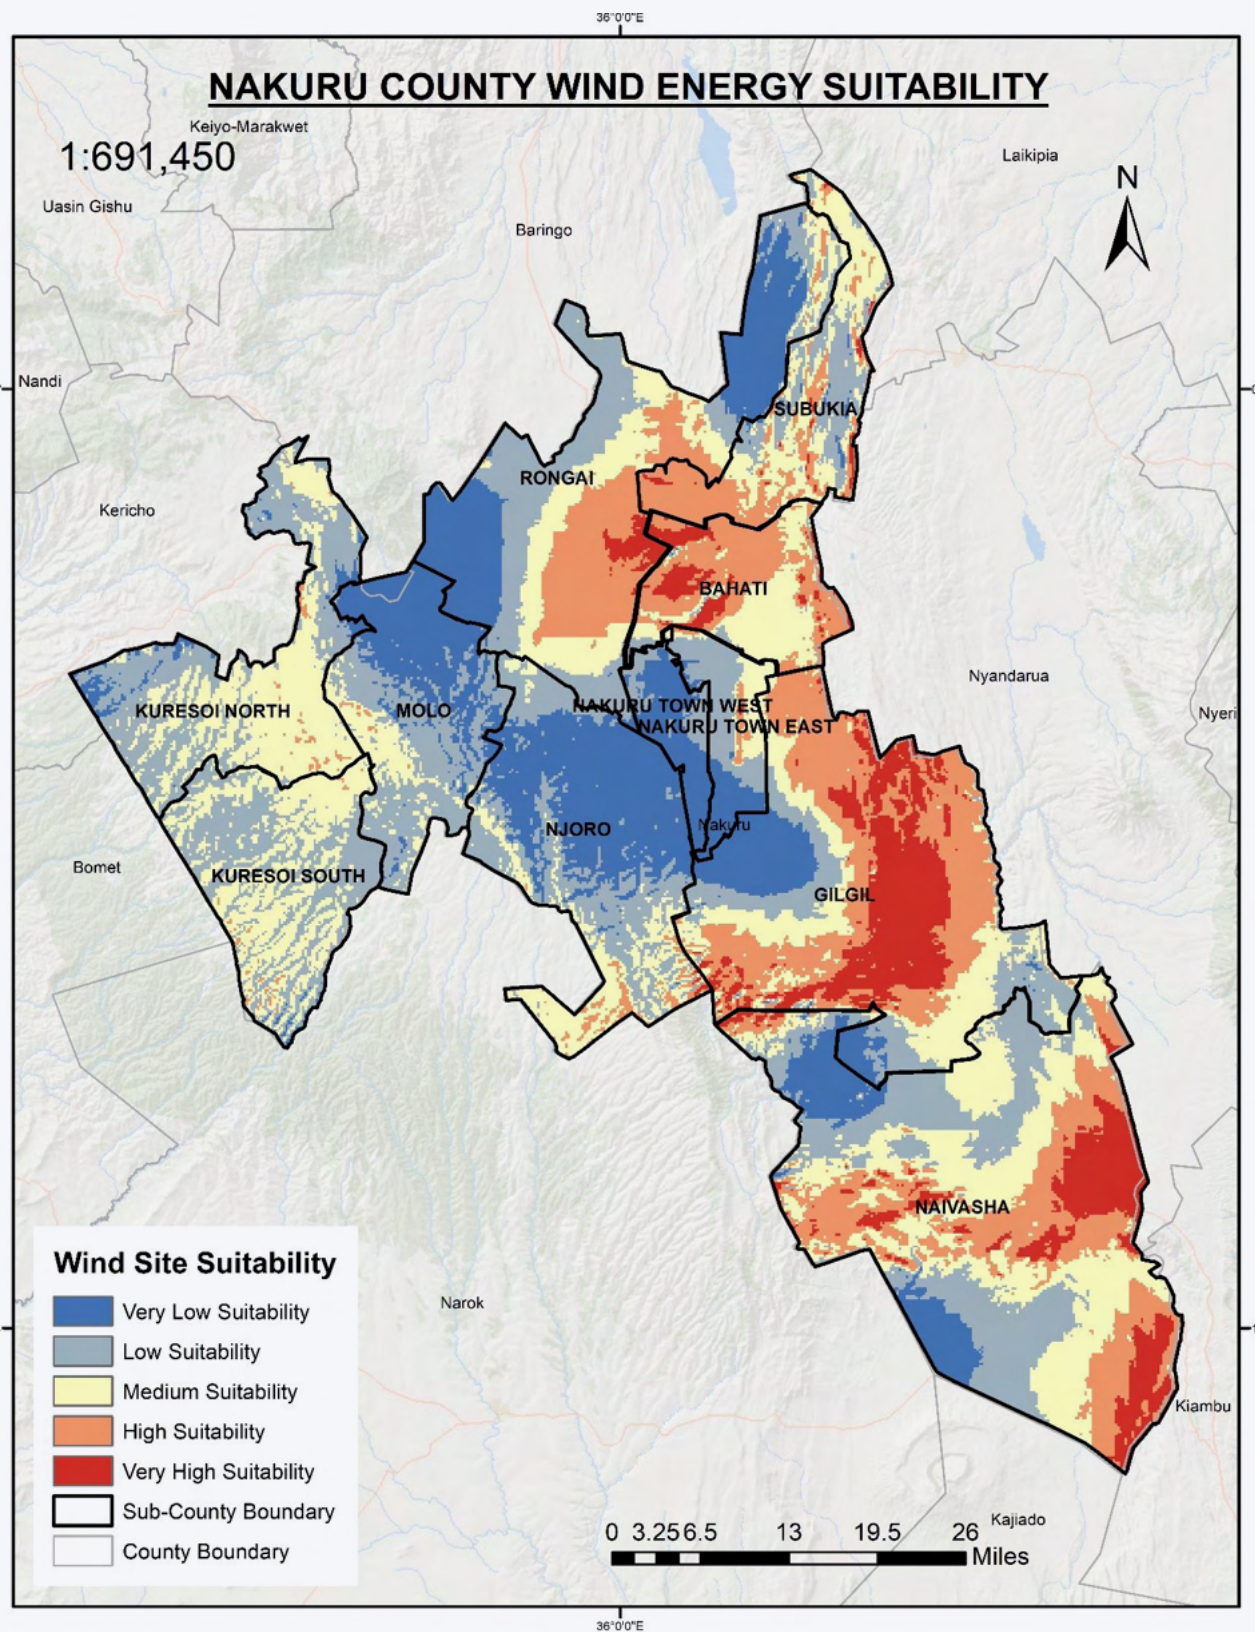 36°0'0"E
NAKURU COUNTY WIND ENERGY SUITABILITY
Keiyo-Marakwet
1:691,450
Laikipia
N
Uasin Gishu
Baringo
Nandi
SUBUKIA
RONGAI
Kericho
BAHATI
Nyandarua
KURESOI NORTH
MOLO
NAKURU TOWN WEST
NAKURU TOWN EAST
Nyeri
Nakuru
NJORO
Bomet
KURESOI SOUTH
GILGIL
NAIVASHA
Wind Site Suitability
Very Low Suitability
Low Suitability
Medium Suitability
High Suitability
Very High Suitability
Sub-County Boundary
County Boundary
Narok
Kiambu
Kajiado
0 3.25 6.5 13 19.5 26
Miles
36°0'0"E